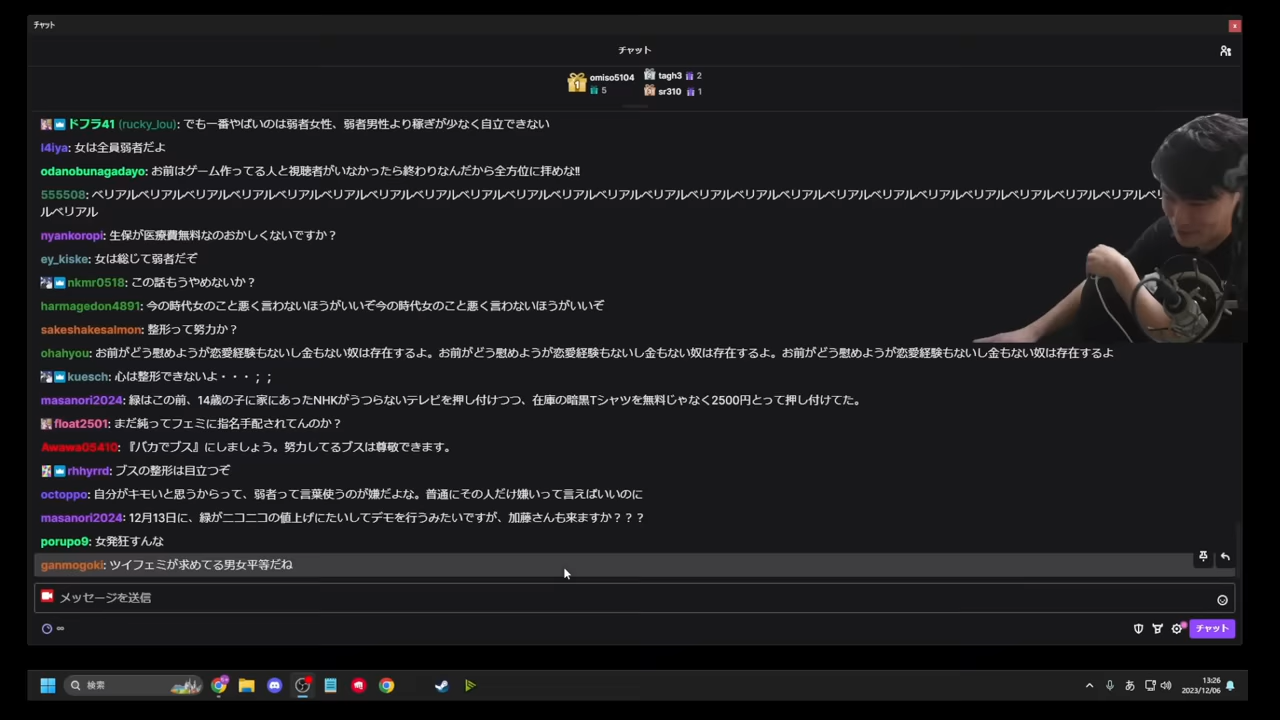 チャット
チャット
omiso5104
5
tagh3 2
sr310 1
ドフラ41 (rucky_lou): でも一番やばいのは弱者女性、弱者男性より稼ぎが少なく自立できない
l4iya: 女は全員弱者だよ
odanobunagadayo: お前はゲーム作ってる人と視聴者がいなかったら終わりなんだから全方位に拝めな!!
555508: ベリアルベリアルベリアルベリアルベリアルベリアルベリアルベリアルベリアルベリアルベリアルベリアルベリアルベリアルベリアルベリアルベリアルベリアルベリアルベリアルベリアルベリアルベリアルベリ
ルベリアル
nyankoropi: 生保が医療費無料なのおかしくないですか？
ey_kiske: 女は総じて弱者だぞ
nkmr0518: この話もうやめないか？
harmagedon4891: 今の時代女のこと悪く言わないほうがいいぞ今の時代女のこと悪く言わないほうがいいぞ
sakeshakesalmon: 整形って努力か？
ohahyou: お前がどう慰めようが恋愛経験もないし金もない奴は存在するよ。お前がどう慰めようが恋愛経験もないし金もない奴は存在するよ。お前がどう慰めようが恋愛経験もないし金もない奴は存在するよ
kuesch: 心は整形できないよ・・・；；
masanori2024: 緑はこの前、14歳の子に家にあったNHKがうつらないテレビを押し付けつつ、在庫の暗黒Tシャツを無料じゃなく2500円とって押し付けてた。
float2501: まだ純ってフェミに指名手配されてんのか？
Awawa05410: 『バカでブス』にしましょう。努力してるブスは尊敬できます。
rhhyrrd: ブスの整形は目立つぞ
octoppo: 自分がキモいと思うからって、弱者って言葉使うのが嫌だよな。普通にその人だけ嫌いって言えばいいのに
masanori2024: 12月13日に、緑がニコニコの値上げにたいしてデモを行うみたいですが、加藤さんも来ますか？？？
porupo9: 女発狂すんな
ganmogoki: ツイフェミが求めてる男女平等だね
メッセージを送信
∞
チャット
検索
あ
13:26
2023/12/06